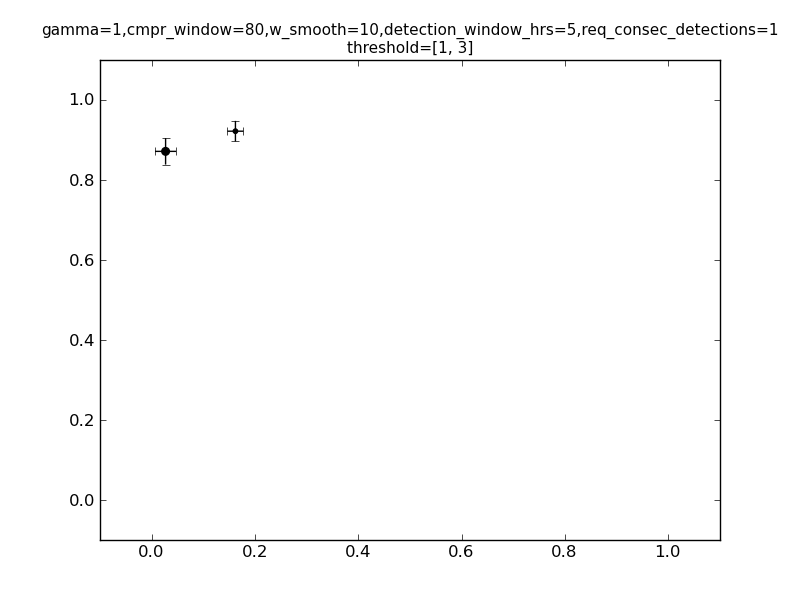 gamma=1,cmpr_window=80,w_smooth=10,detection_window_hrs=5,req_consec_detections=1
threshold=[1, 3]
1.0
0.8
0.6
0.4
0.2
0.0
0.0 0.2 0.4 0.6 0.8 1.0